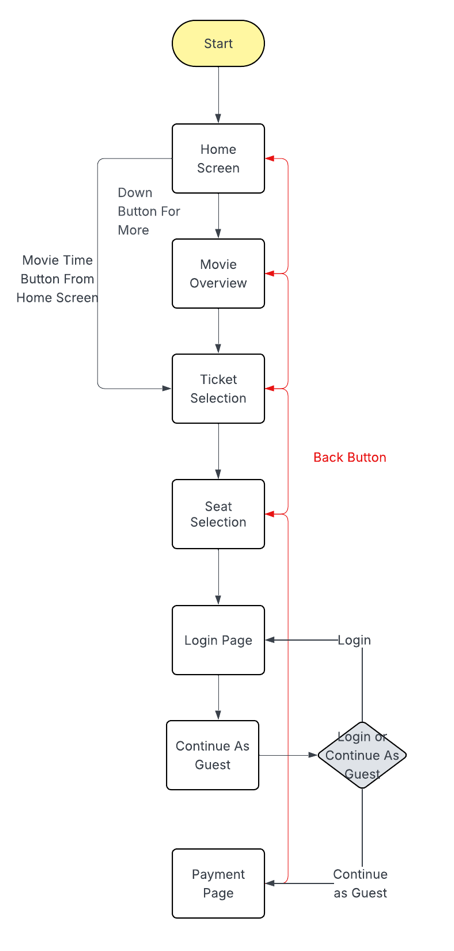 Start
Home
Screen
Down
Button For
More
Movie Time
Button From
Home Screen
Movie
Overview
Ticket
Selection
Back Button
Seat
Selection
Login Page
Login
Continue As
Guest
Login or
Continue As
Guest
Payment
Page
Continue
as Guest